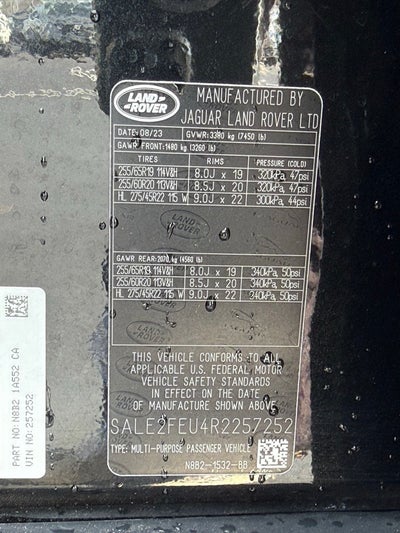 LAND
ROVER
MANUFACTURED BY
JAGUAR LAND ROVER LTD
DATE: 08/23 GVWR: 3380 kg (7450 lb)
GAWR FRONT: 1480 kg (3260 lb)
TIRES RIMS PRESSURE (COLD)
255/65R19 114V&H 8.0J x 19 320kPa, 47psi
255/60R20 113V&H 8.5J x 20 320kPa, 47psi
HL 275/45R22 115 W 9.0J x 22 300kPa, 44psi
LAND
ROVER
GAWR REAR: 2070 kg (4560 lb)
255/65R19 114V&H 8.0J x 19 340kPa, 50psi
255/60R20 113V&H 8.5J x 20 340kPa, 50psi
HL 275/45R22 115 W 9.0J x 22 340kPa, 50psi
THIS VEHICLE CONFORMS TO ALL
APPLICABLE U.S. FEDERAL MOTOR
VEHICLE SAFETY STANDARDS IN EFFECT
ON THE DATE OF MANUFACTURE SHOWN
ABOVE
SALE2FEU4R2257252
TYPE: MULTI-PURPOSE PASSENGER VEHICLE
N8B2-1532-BB
PART NO:N8B2 1A552 CA
VIN NO:257252